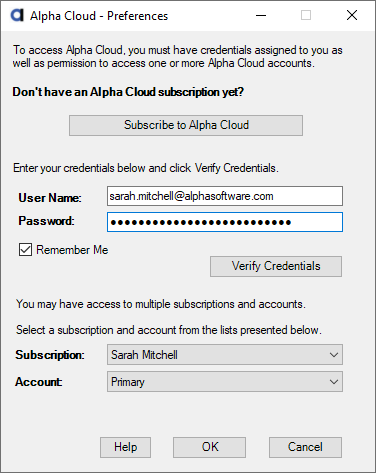 Alpha Cloud - Preferences
To access Alpha Cloud, you must have credentials assigned to you as
well as permission to access one or more Alpha Cloud accounts.
Don't have an Alpha Cloud subscription yet?
Subscribe to Alpha Cloud
Enter your credentials below and click Verify Credentials.
User Name: sarah.mitchell@alphasoftware.com
Password: ●●●●●●●●●●●●●●●●●●●●●●●●●●
Remember Me
Verify Credentials
You may have access to multiple subscriptions and accounts.
Select a subscription and account from the lists presented below.
Subscription: Sarah Mitchell
Account: Primary
Help OK Cancel